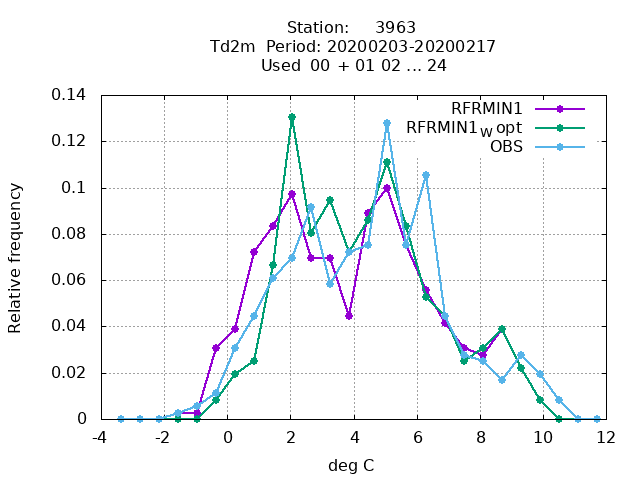 Station: 3963
Td2m Period: 20200203-20200217
Used 00 + 01 02 ... 24
RFRMIN1
RFRMIN1w opt
OBS
0.14
0.12
0.1
0.08
0.06
0.04
0.02
0
Relative frequency
-4 -2 0 2 4 6 8 10 12
deg C